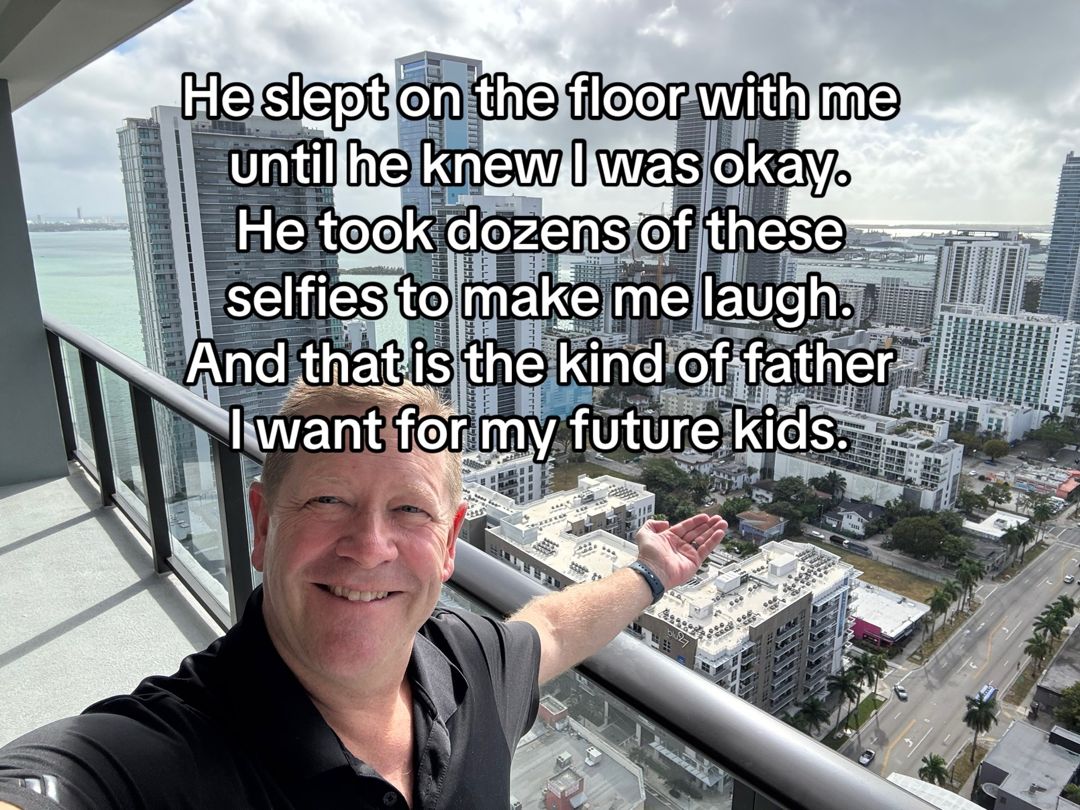 He slept on the floor with me
until he knew I was okay.
He took dozens of these
selfies to make me laugh.
And that is the kind of father
I want for my future kids.
blu27